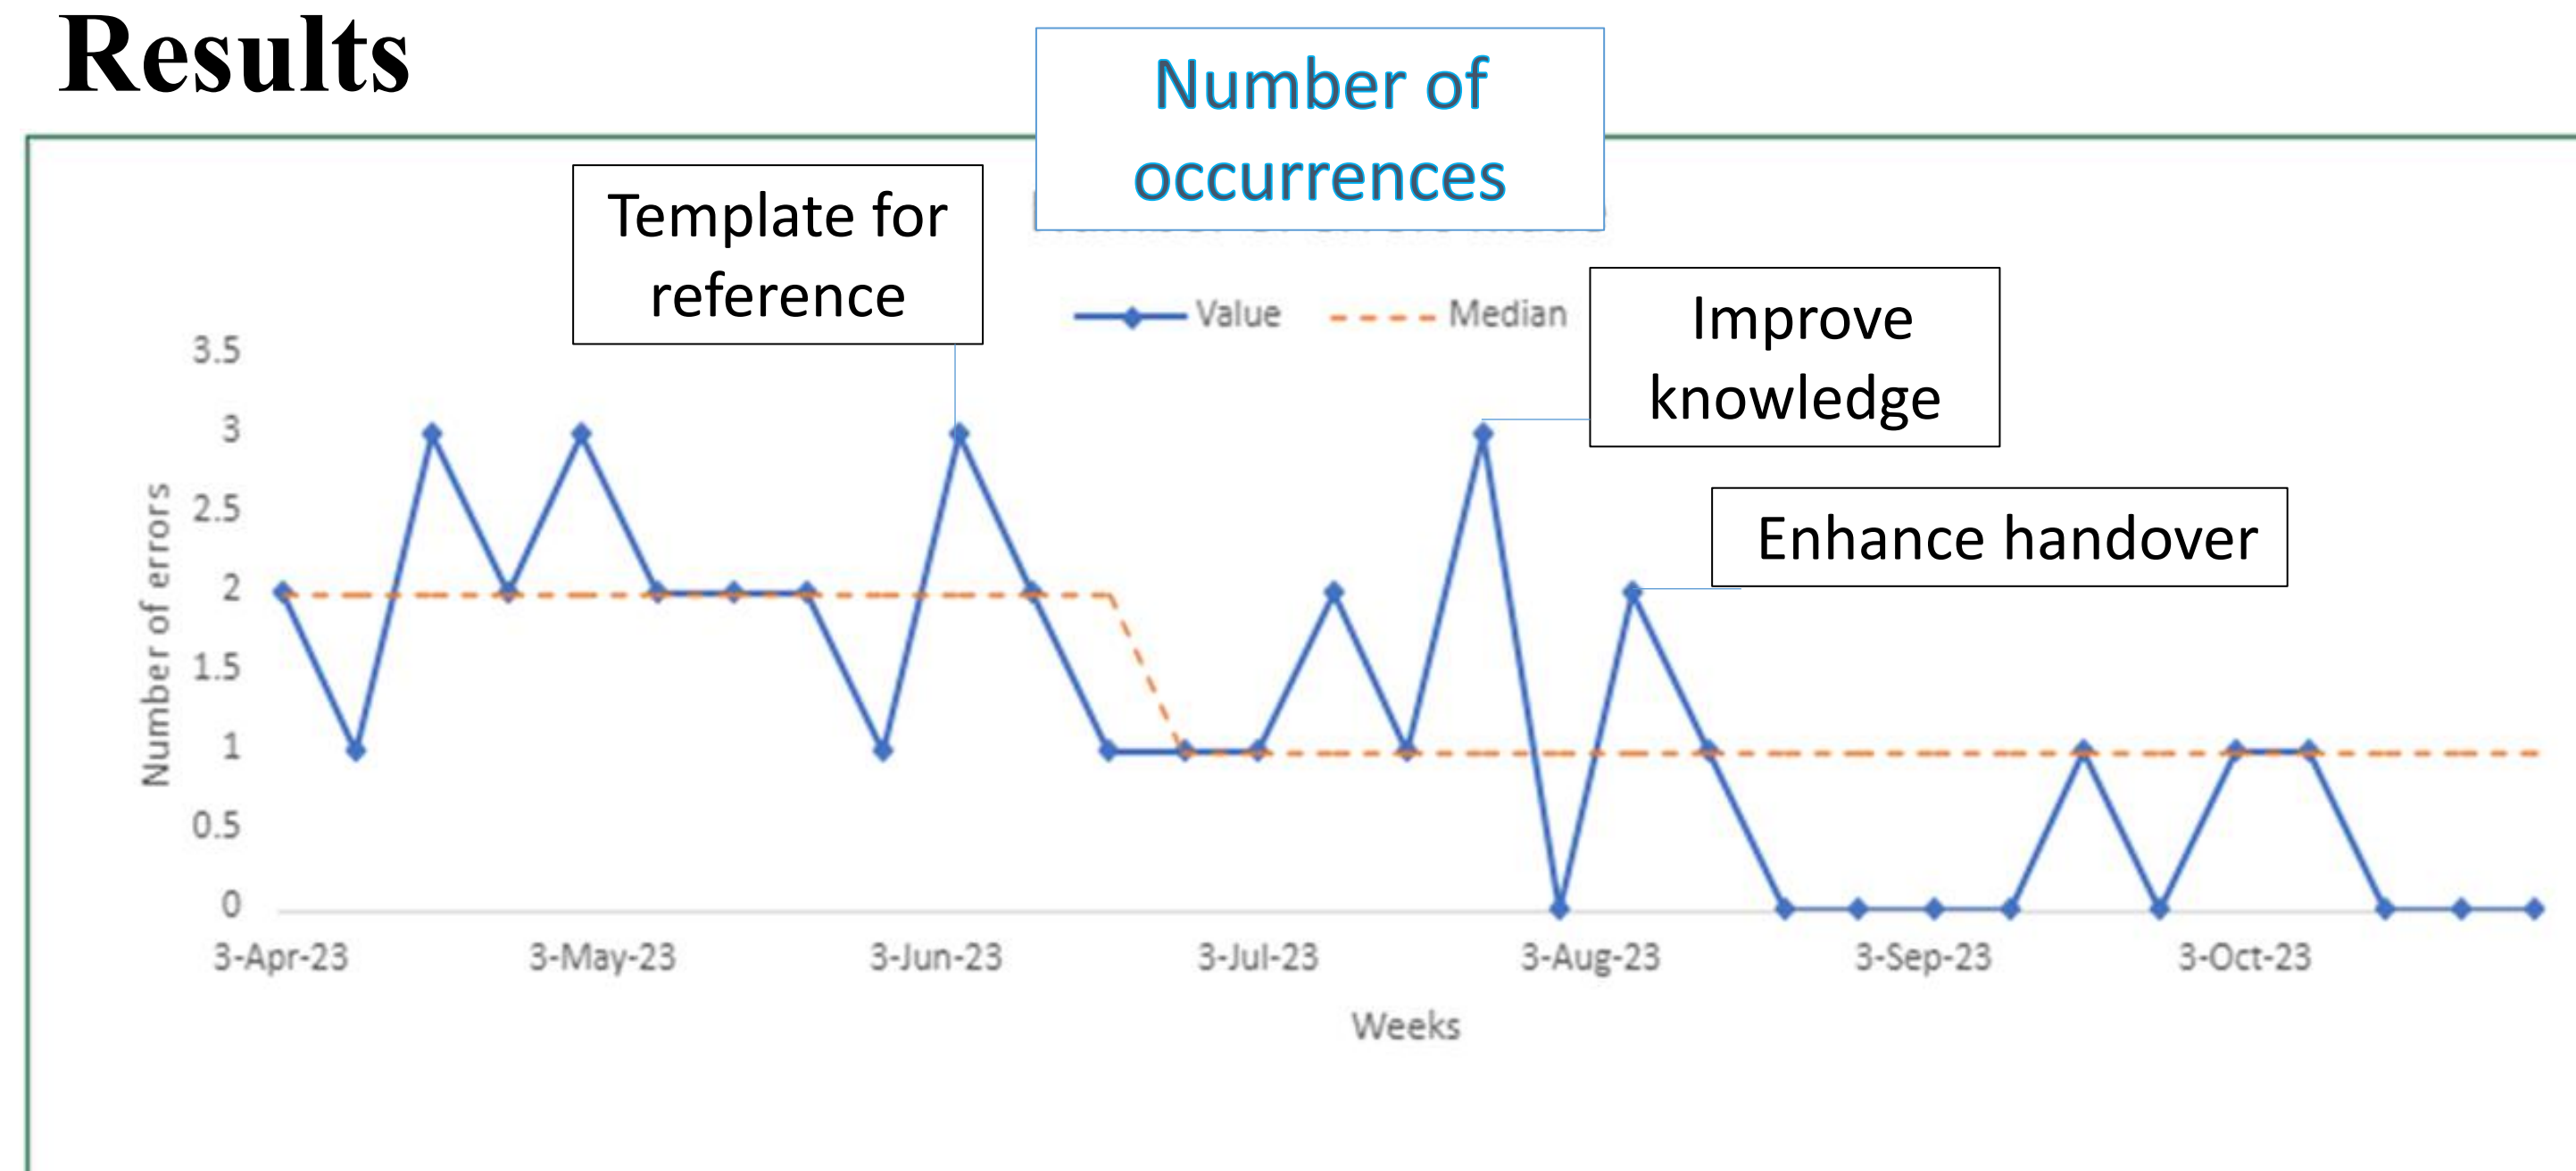 Results
Number of
occurrences
Template for
reference
Value
Median
Improve
knowledge
Enhance handover
Number of errors
3.5
3
2.5
2
1.5
1
0.5
0
3-Apr-23
3-May-23
3-Jun-23
3-Jul-23
3-Aug-23
3-Sep-23
3-Oct-23
Weeks